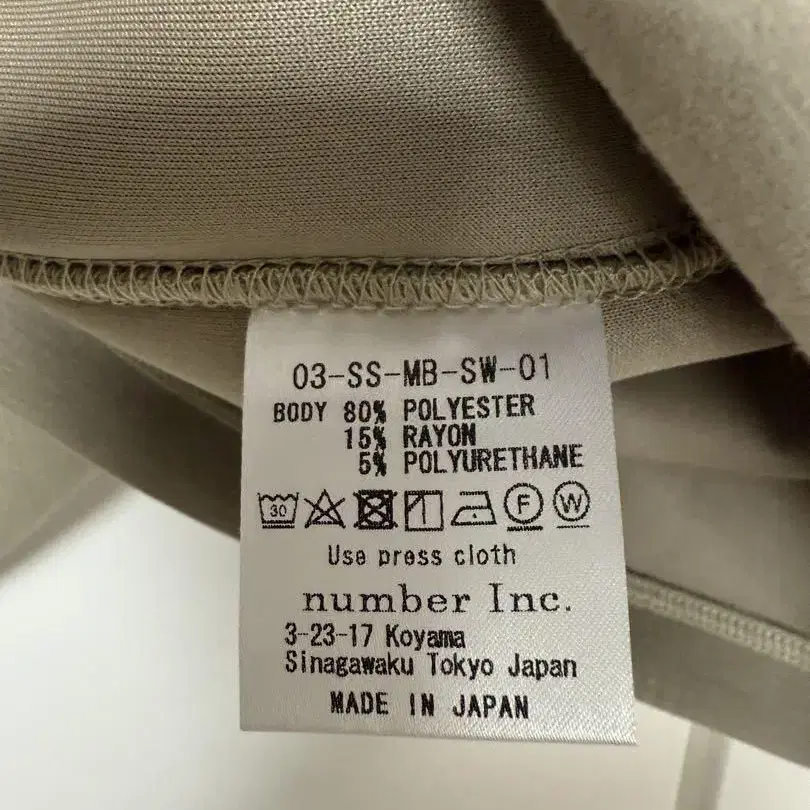 03-SS-MB-SW-01
BODY 80% POLYESTER
15% RAYON
5% POLYURETHANE
30 F W
Use press cloth
number Inc.
3-23-17 Koyama
Sinagawaku Tokyo Japan
MADE IN JAPAN